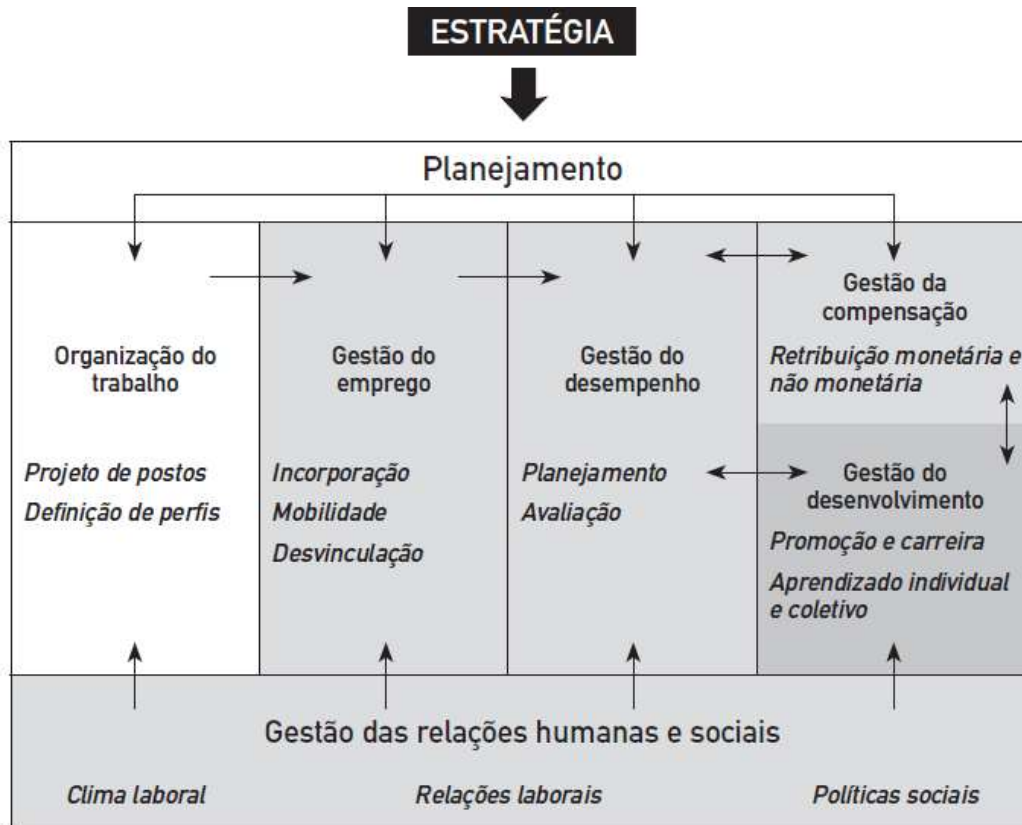 ESTRATÉGIA
Planejamento
Organização do
trabalho
Projeto de postos
Definição de perfis
Gestão do
emprego
Incorporação
Mobilidade
Desvinculação
Gestão do
desempenho
Planejamento
Avaliação
Gestão da
compensação
Retribuição monetária e
não monetária
Gestão do
desenvolvimento
Promoção e carreira
Aprendizado individual
e coletivo
Gestão das relações humanas e sociais
Clima laboral
Relações laborais
Políticas sociais